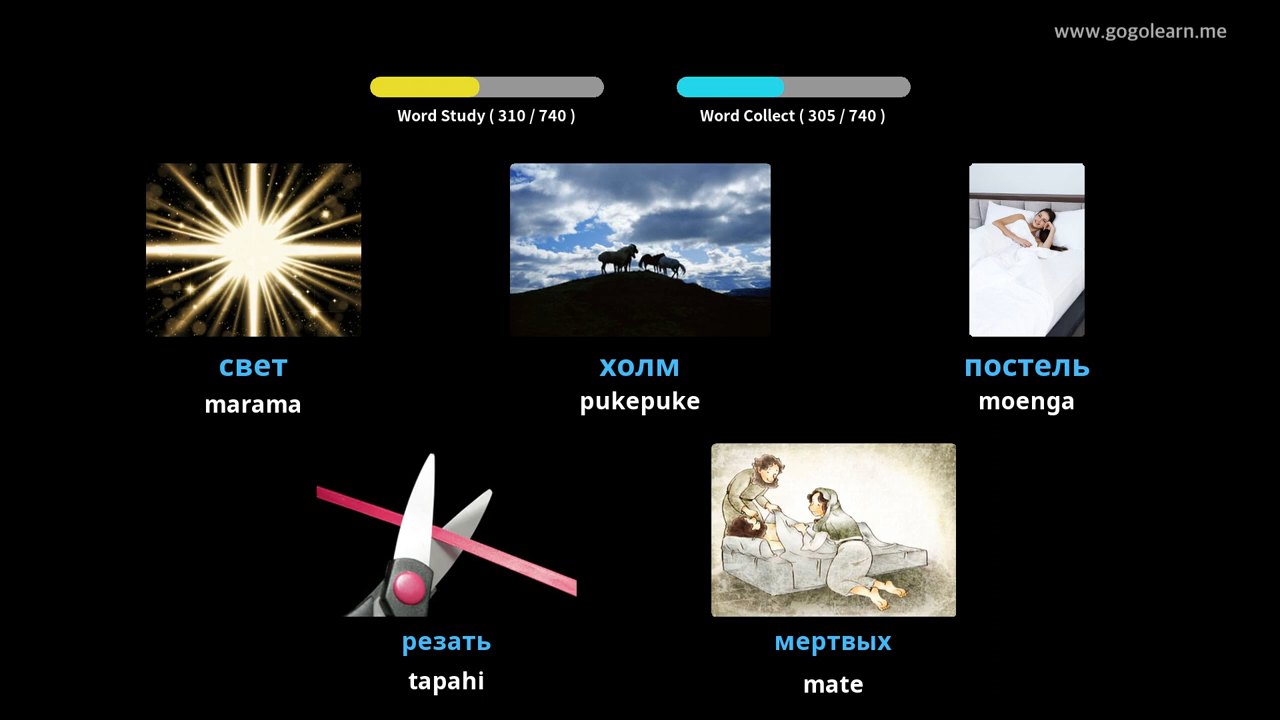 www.gogolearn.me
Word Study ( 310 / 740 )
Word Collect ( 305 / 740 )
свет
marama
холм
pukepuke
постель
moenga
резать
tapahi
мертвых
mate